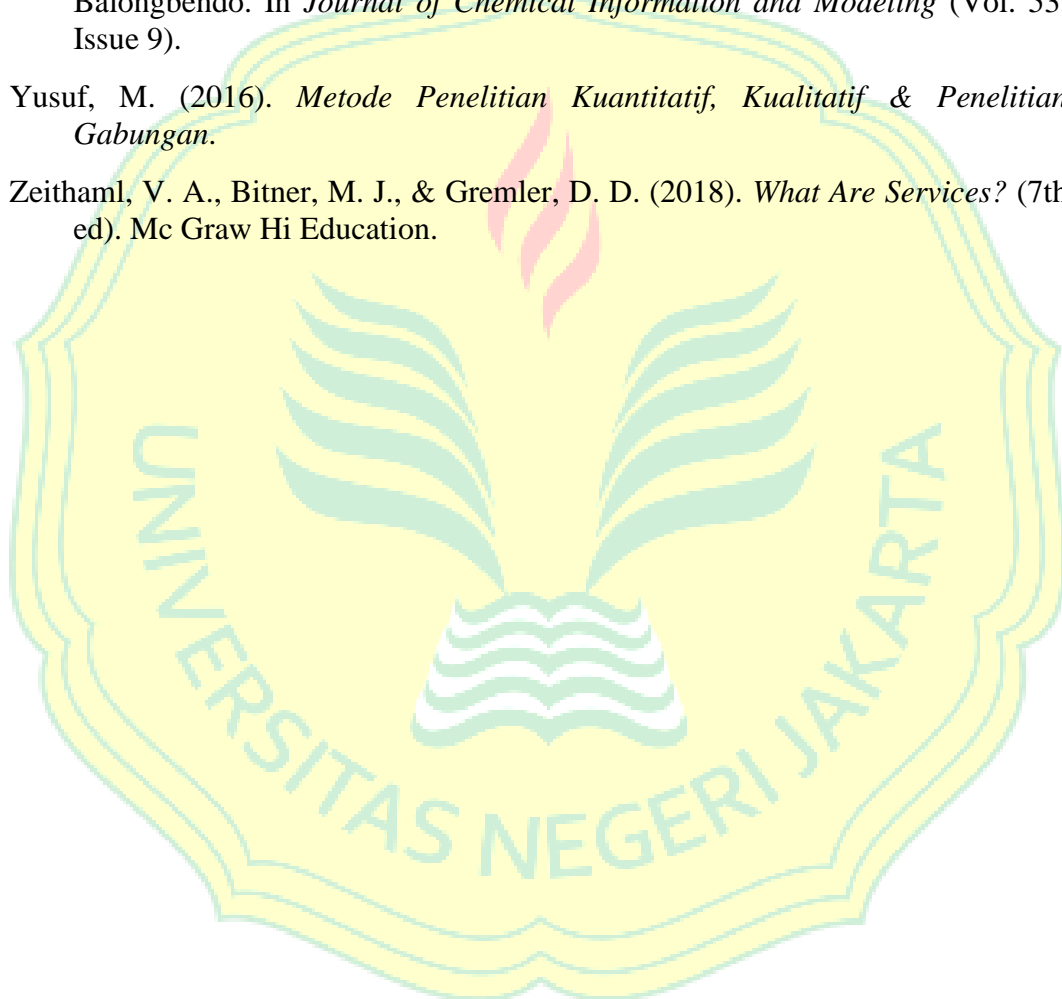 Balongbendo. In Journal of Chemical Information and Modeling (Vol. 53
Issue 9).
Yusuf, M. (2016). Metode Penelitian Kuantitatif, Kualitatif & Penelitian
Gabungan.
Zeithaml, V. A., Bitner, M. J., & Gremler, D. D. (2018). What Are Services? (7th
ed). Mc Graw Hi Education.
UNIVERSITAS NEGERI JAKARTA